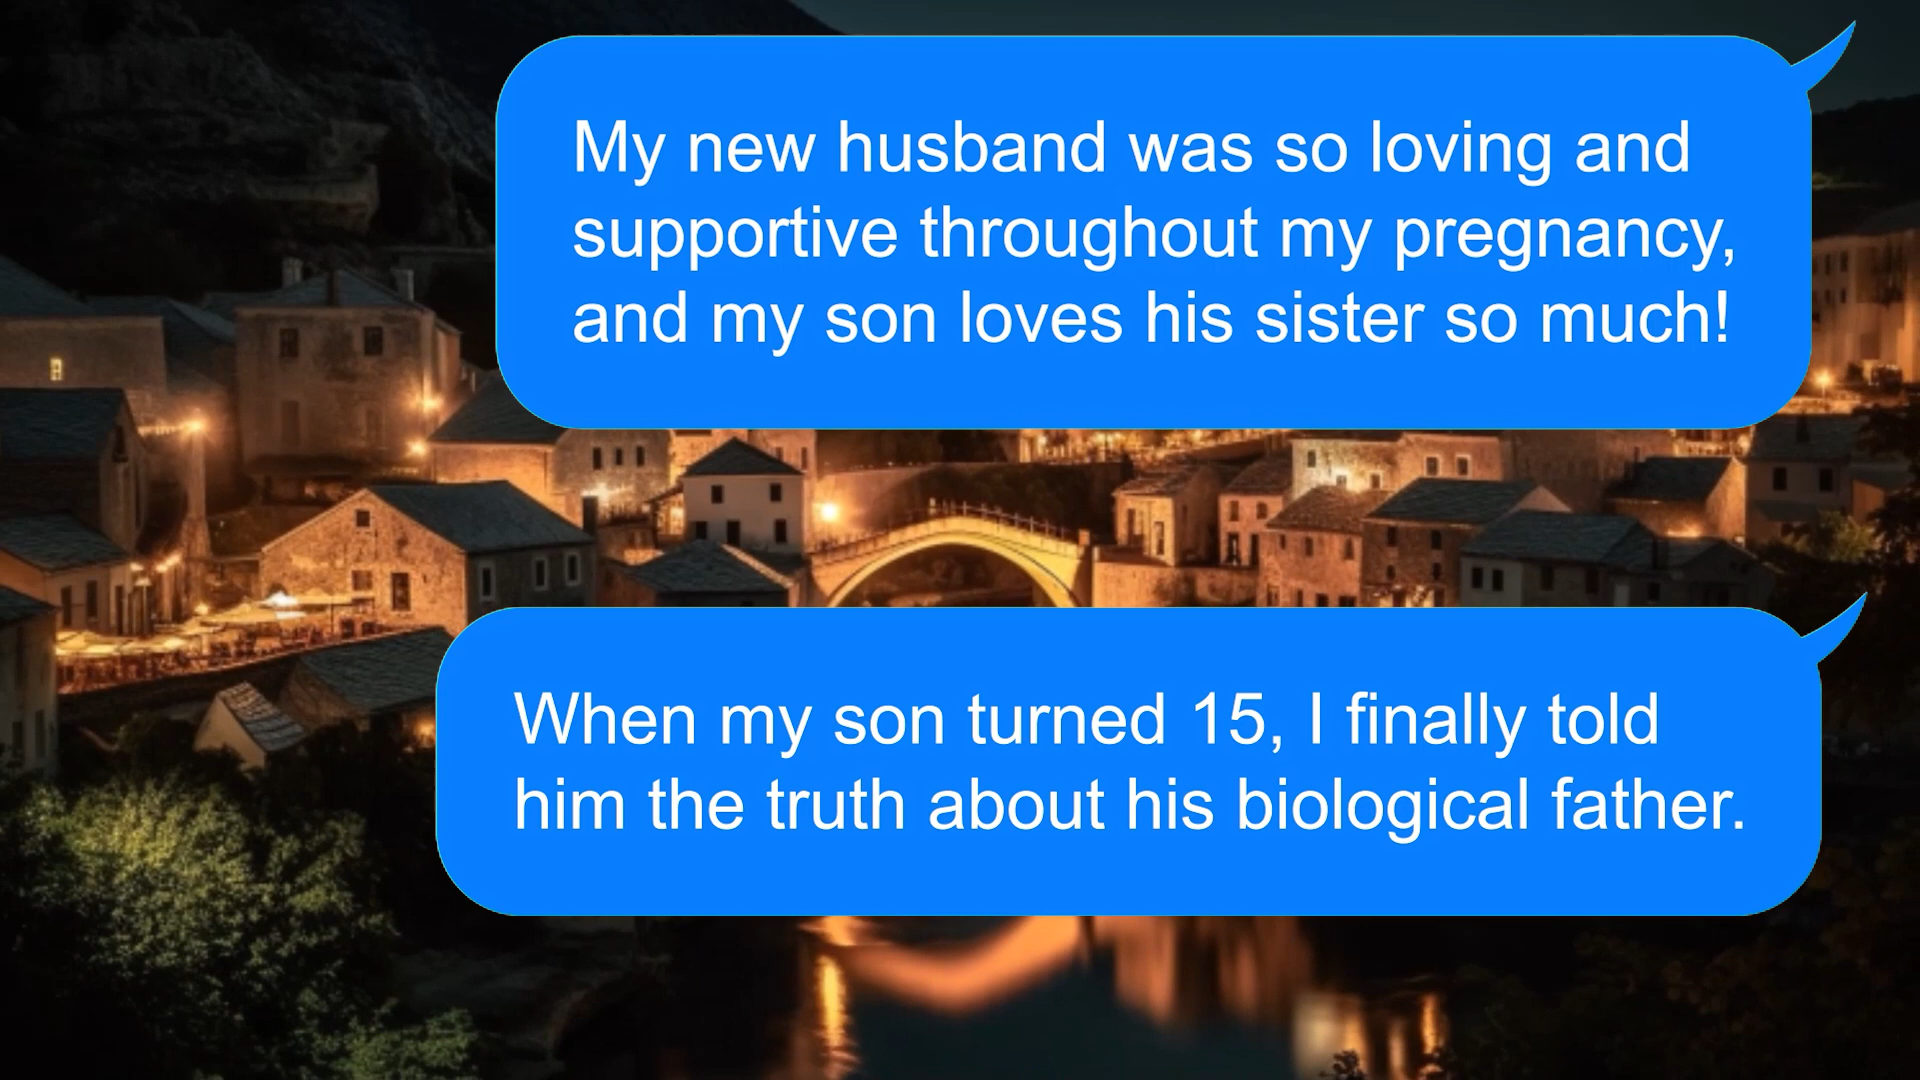 My new husband was so loving and
supportive throughout my pregnancy,
and my son loves his sister so much!
When my son turned 15, I finally told
him the truth about his biological father.